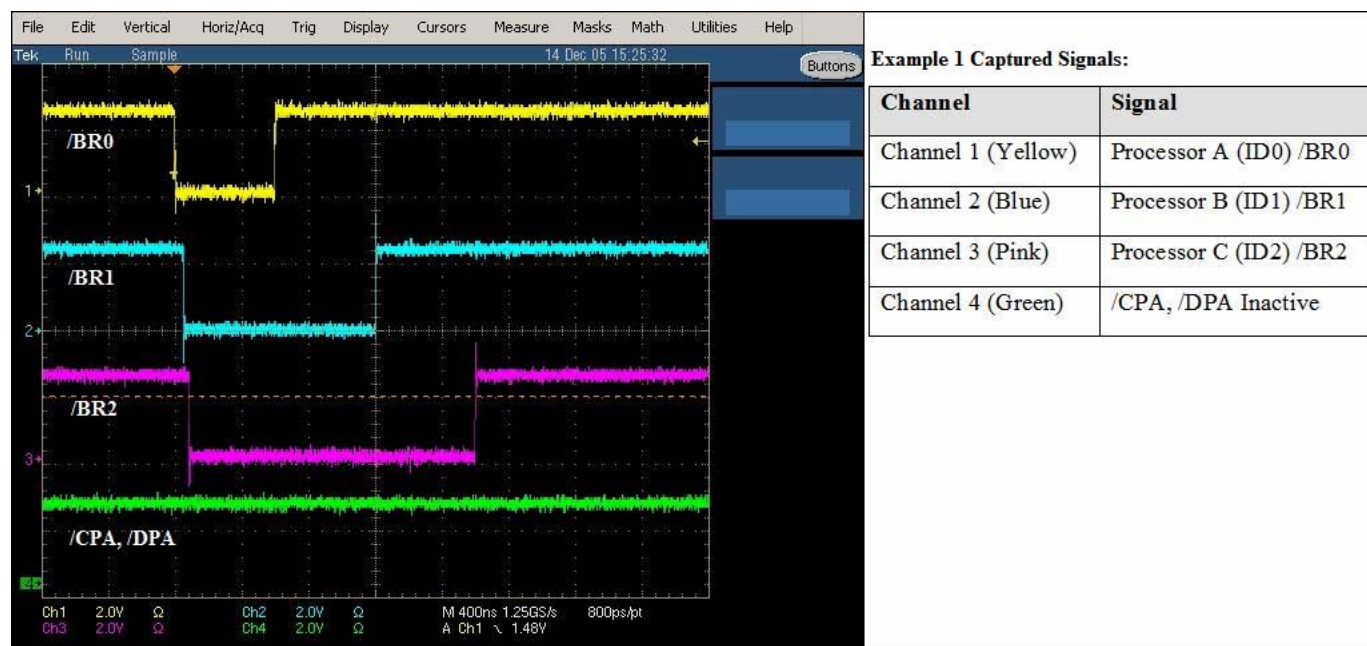 File Edit Vertical Horiz/Acq Trig Display Cursors Measure Masks Math Utilities Help
Tek Run Sample 14 Dec 05 15:25:32
Buttons
/BR0
1
/BR1
2
/BR2
3
/CPA, /DPA
4
Ch1 2.0V Ω Ch2 2.0V Ω M 400ns 1.25GS/s 800ps/pt
Ch3 2.0V Ω Ch4 2.0V Ω A Ch1 \ 1.48V
Example 1 Captured Signals:
Channel Signal
Channel 1 (Yellow) Processor A (ID0) /BR0
Channel 2 (Blue) Processor B (ID1) /BR1
Channel 3 (Pink) Processor C (ID2) /BR2
Channel 4 (Green) /CPA, /DPA Inactive